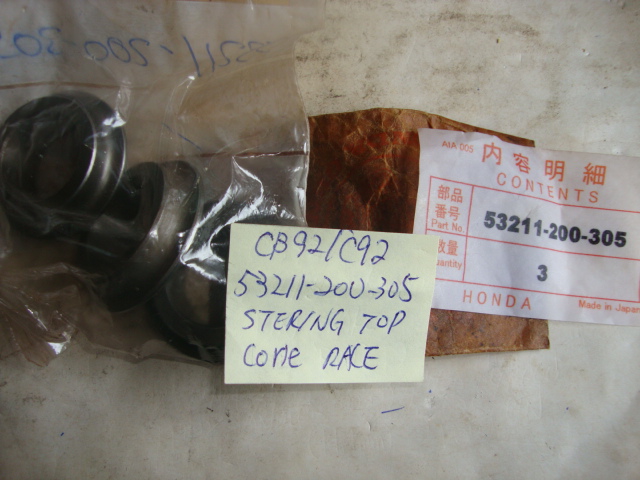 53211-200-305
AtA 005
内容明細
CONTENTS
部品
番号
Part No.
53211-200-305
数量
Quantity
3
HONDA
Made in Japan
CB92/C92
53211-200-305
STERING TOP
Cone RACE